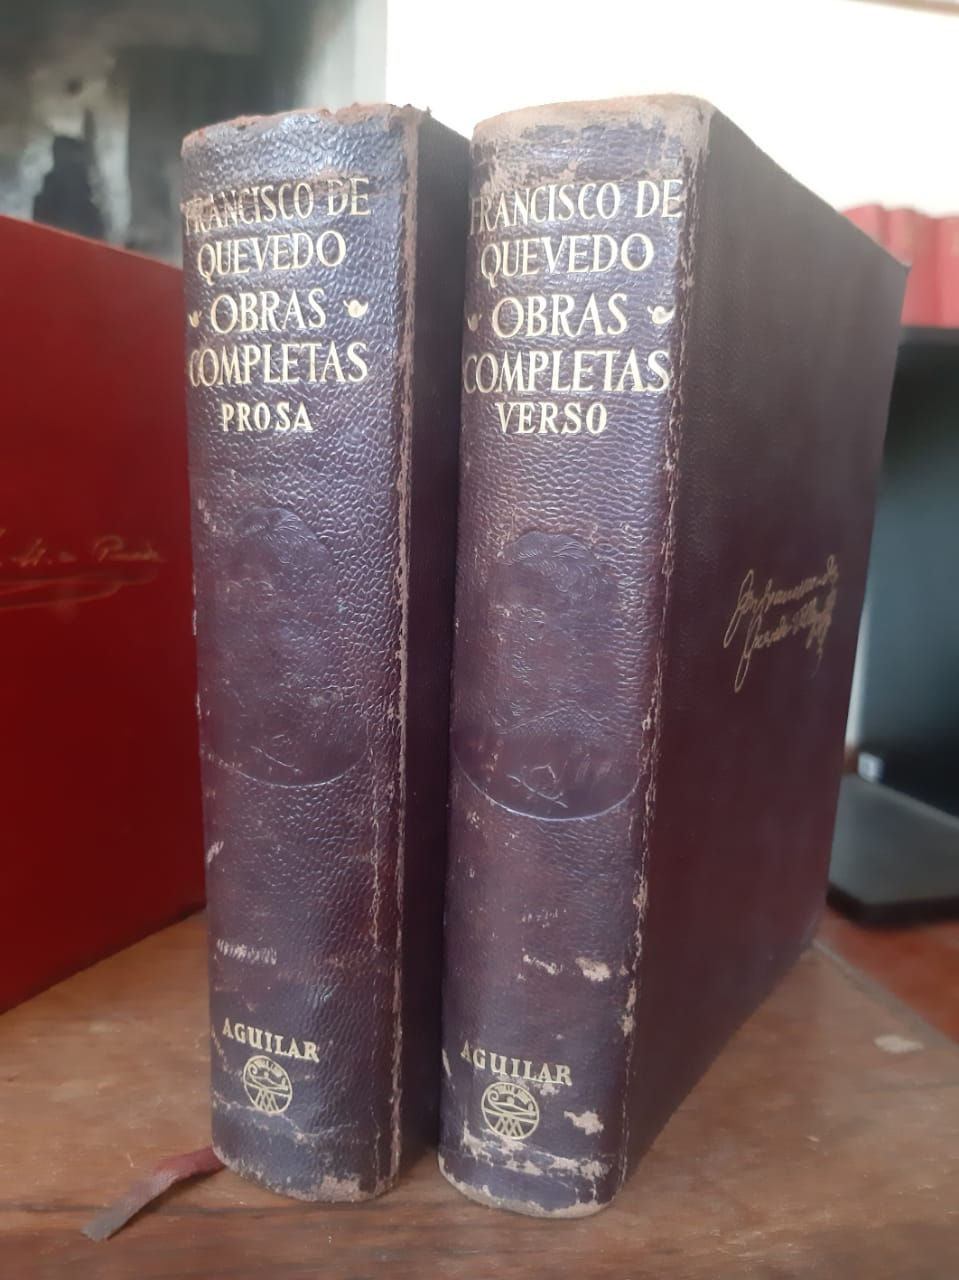 FRANCISCO DE
QUEVEDO
OBRAS
COMPLETAS
PROSA
AGUILAR
FRANCISCO DE
QUEVEDO
OBRAS
COMPLETAS
VERSO
AGUILAR